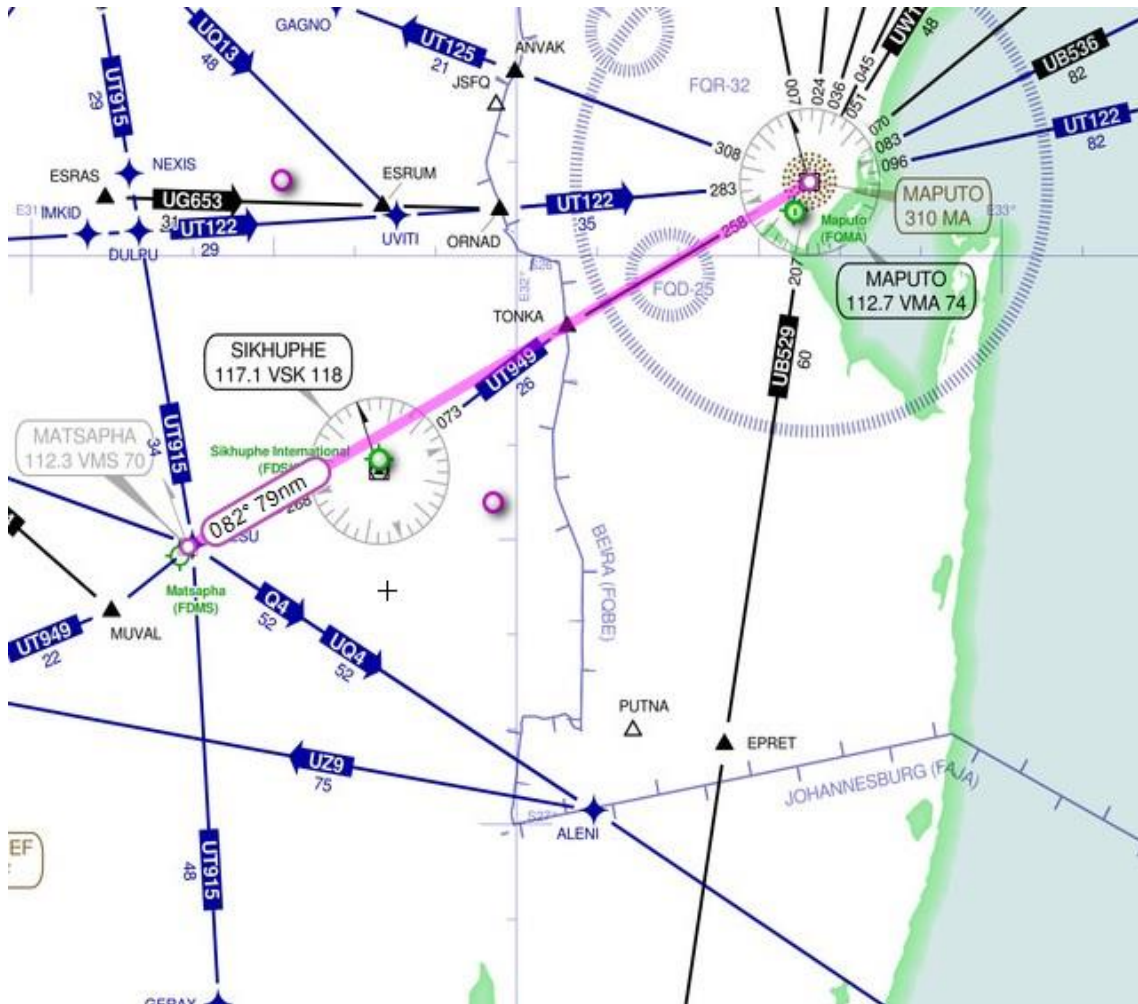 GAGNO
UQ13
48
UT125
21
ANVAK
JSFQ
FQR-32
007
024
036
045
051
48
UB536
82
070
083
096
UT122
82
UT915
29
NEXIS
ESRAS
308
ESRUM
283
UG653
31
IMKID
E31
UT122
29
DULPU
UVITI
ORNAD
UT122
35
MAPUTO
310 MA
E33°
Maputo
(FQMA)
258
207
S26
E32°
FQD-25
MAPUTO
112.7 VMA 74
TONKA
SIKHUPHE
117.1 VSK 118
UT949
26
UB529
60
073
MATSAPHA
112.3 VMS 70
UT915
34
Sikhuphe International
082° 79nm
268
Matsapha
(FDMS)
MUVAL
UT949
22
Q4
52
UQ4
52
BEIRA (FQBE)
PUTNA
EPRET
UZ9
75
JOHANNESBURG (FAJA)
S27°
ALENI
EF
UT915
48